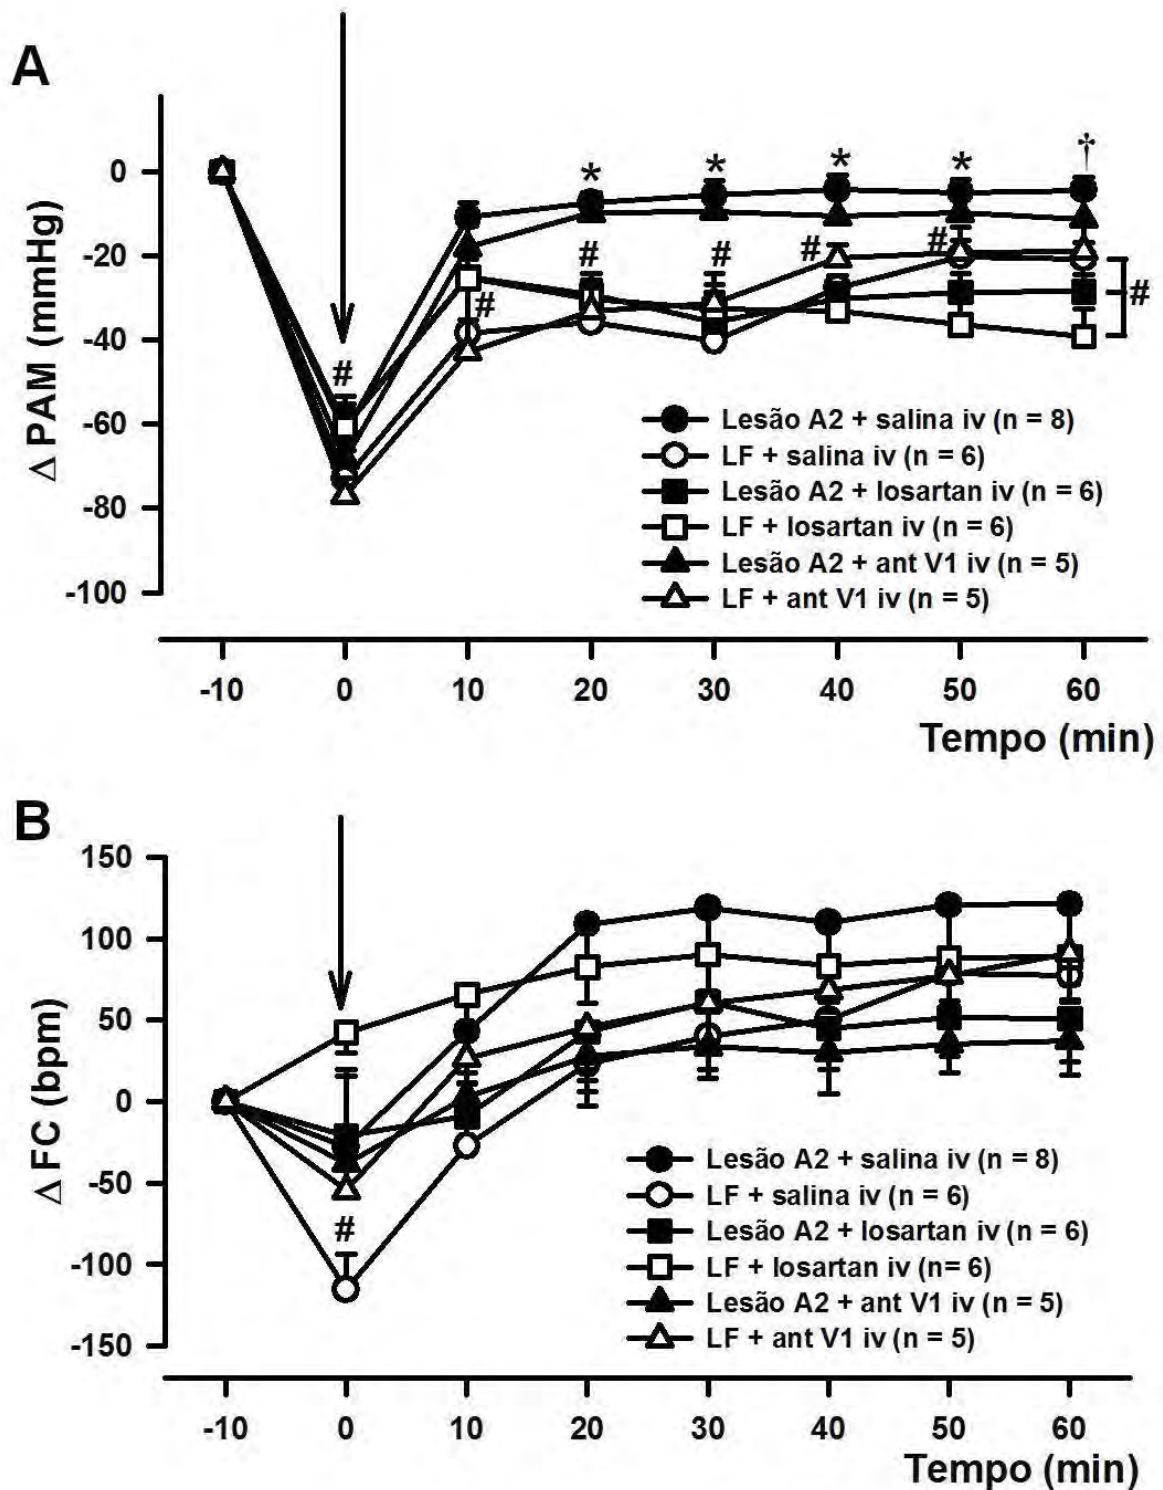 A
Δ PAM (mmHg)
0
-20
-40
-60
-80
-100
* * * * †
# # # # # # #
Lesão A2 + salina iv (n = 8)
LF + salina iv (n = 6)
Lesão A2 + losartan iv (n = 6)
LF + losartan iv (n = 6)
Lesão A2 + ant V1 iv (n = 5)
LF + ant V1 iv (n = 5)
-10 0 10 20 30 40 50 60
Tempo (min)
B
Δ FC (bpm)
150
100
50
0
-50
-100
-150
#
Lesão A2 + salina iv (n = 8)
LF + salina iv (n = 6)
Lesão A2 + losartan iv (n = 6)
LF + losartan iv (n= 6)
Lesão A2 + ant V1 iv (n = 5)
LF + ant V1 iv (n = 5)
-10 0 10 20 30 40 50 60
Tempo (min)